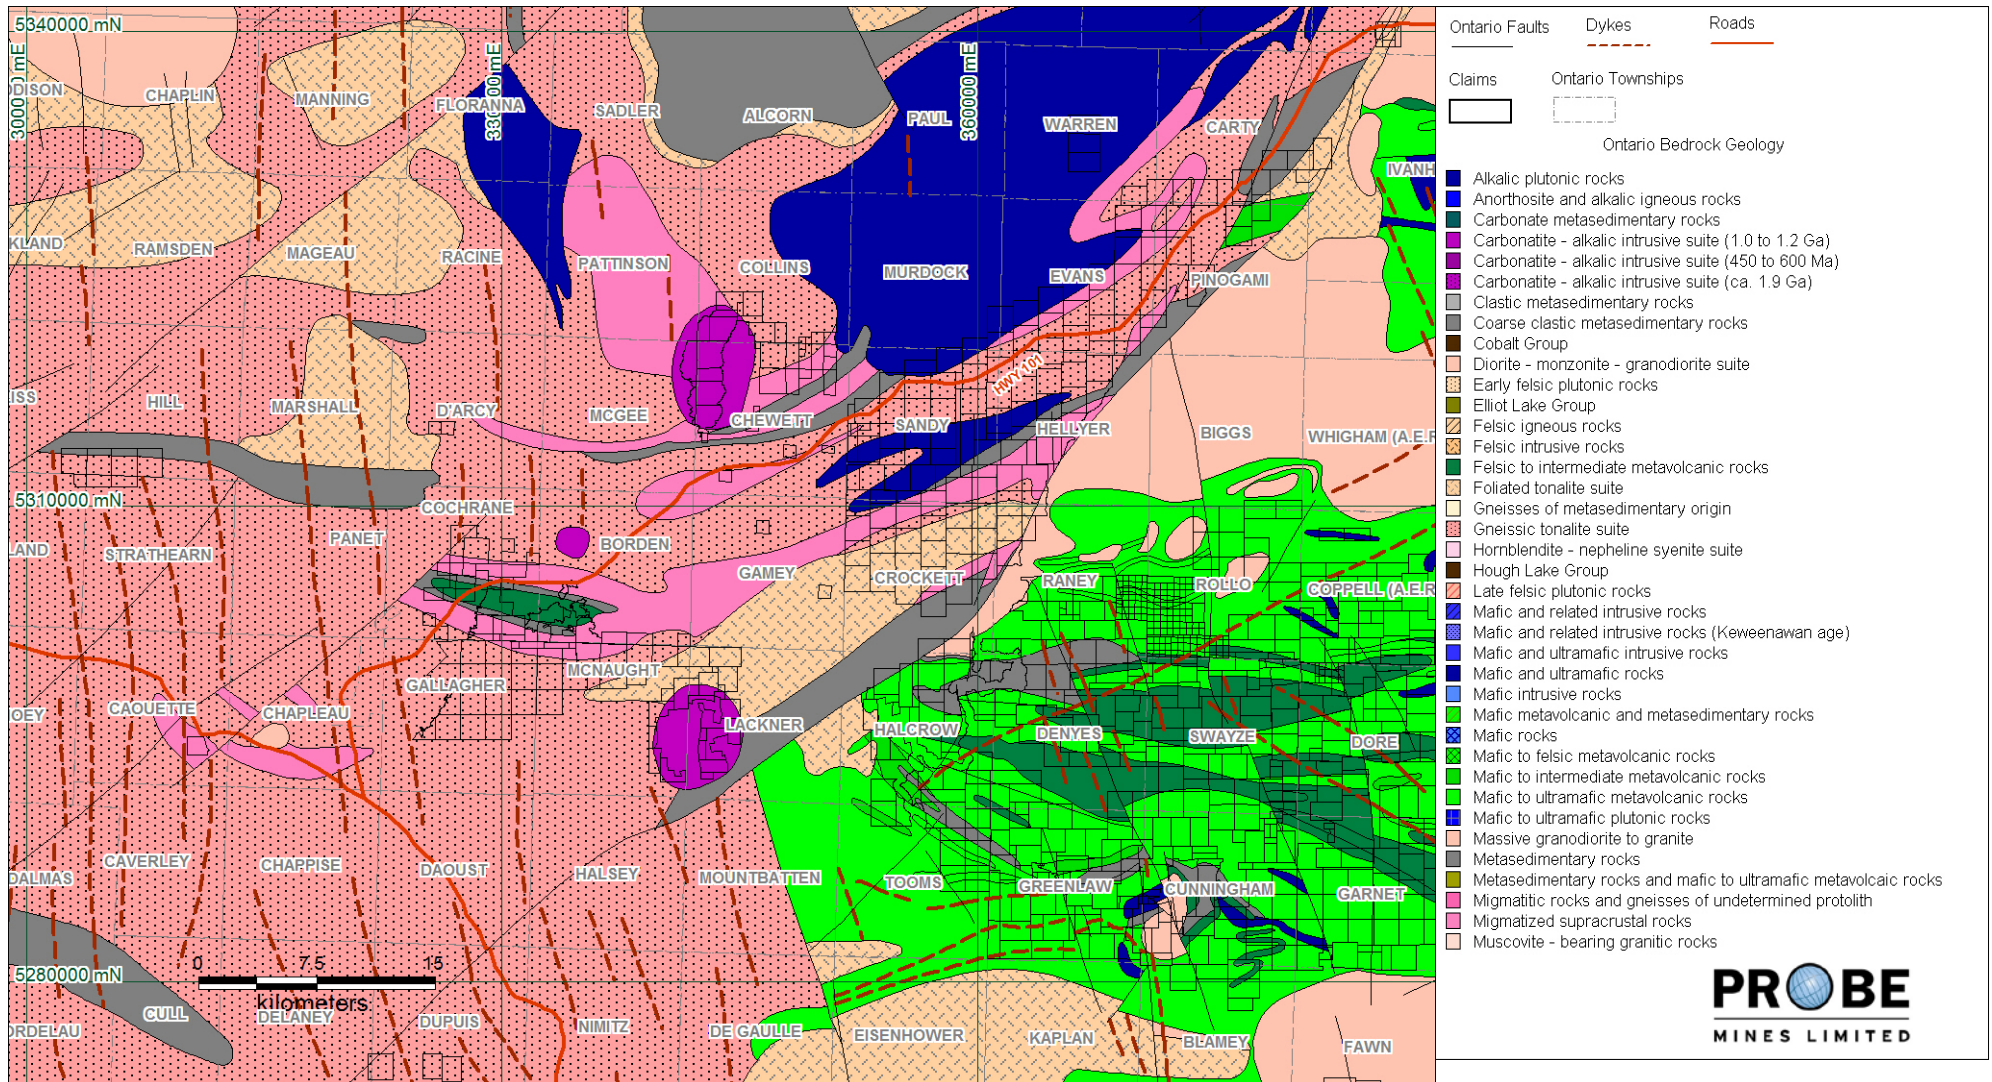 5340000 mN
3000
mE
33
00 mE
3600000 mE
DISON
CHAPLIN
MANNING
FLORANNA
SADLER
ALCORN
PAUL
WARREN
CARTY
IVANH
KLAND
RAMSDEN
MAGEAU
RACINE
PATTINSON
COLLINS
MURDOCK
EVANS
PINOGAMI
HWY 101
ISS
HILL
MARSHALL
D'ARCY
MCGEE
CHEWETT
SANDY
HELLYER
BIGGS
WHIGHAM (A.E.R
5310000 mN
COCHRANE
LAND
STRATHEARN
PANET
BORDEN
GAMEY
CROCKETT
RANEY
ROLLO
COPPELL (A.E.R
OEY
CAOUETTE
CHAPLEAU
GALLAGHER
MCNAUGHT
LACKNER
HALCROW
DENYES
SWAYZE
DORE
DALMAS
CAVERLEY
CHAPPISE
DAOUST
HALSEY
MOUNTBATTEN
TOOMS
GREENLAW
CUNNINGHAM
GARNET
5280000 mN
0 7.5 15
kilometers
ORDELAU
CULL
DELANEY
DUPUIS
NIMITZ
DE GAULLE
EISENHOWER
KAPLAN
BLAMEY
FAWN
Ontario Faults Dykes Roads
Claims Ontario Townships
Ontario Bedrock Geology
Alkalic plutonic rocks
Anorthosite and alkalic igneous rocks
Carbonate metasedimentary rocks
Carbonatite - alkalic intrusive suite (1.0 to 1.2 Ga)
Carbonatite - alkalic intrusive suite (450 to 600 Ma)
Carbonatite - alkalic intrusive suite (ca. 1.9 Ga)
Clastic metasedimentary rocks
Coarse clastic metasedimentary rocks
Cobalt Group
Diorite - monzonite - granodiorite suite
Early felsic plutonic rocks
Elliot Lake Group
Felsic igneous rocks
Felsic intrusive rocks
Felsic to intermediate metavolcanic rocks
Foliated tonalite suite
Gneisses of metasedimentary origin
Gneissic tonalite suite
Hornblendite - nepheline syenite suite
Hough Lake Group
Late felsic plutonic rocks
Mafic and related intrusive rocks
Mafic and related intrusive rocks (Keweenawan age)
Mafic and ultramafic intrusive rocks
Mafic and ultramafic rocks
Mafic intrusive rocks
Mafic metavolcanic and metasedimentary rocks
Mafic rocks
Mafic to felsic metavolcanic rocks
Mafic to intermediate metavolcanic rocks
Mafic to ultramafic metavolcanic rocks
Mafic to ultramafic plutonic rocks
Massive granodiorite to granite
Metasedimentary rocks
Metasedimentary rocks and mafic to ultramafic metavolcaic rocks
Migmatitic rocks and gneisses of undetermined protolith
Migmatized supracrustal rocks
Muscovite - bearing granitic rocks
PROBE
MINES LIMITED